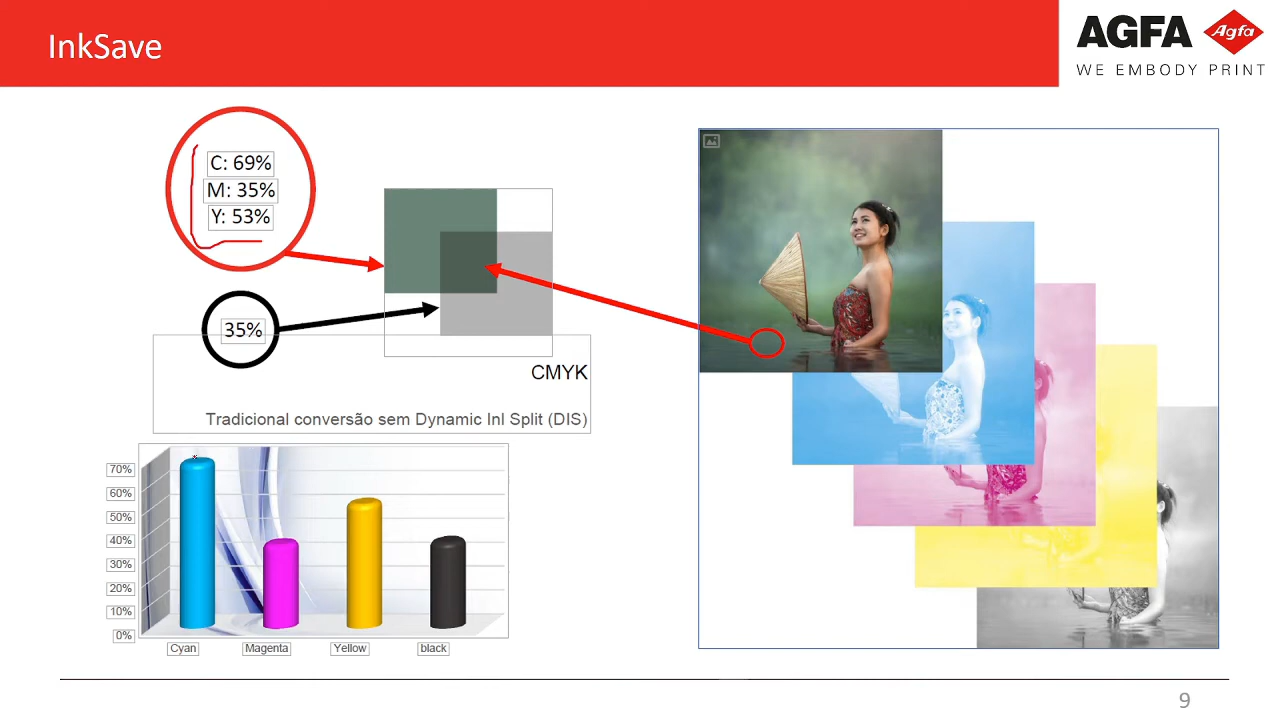 InkSave
AGFA
Agfa
WE EMBODY PRINT
C: 69%
M: 35%
Y: 53%
35%
CMYK
Tradicional conversão sem Dynamic Inl Split (DIS)
70%
60%
50%
40%
30%
20%
10%
0%
Cyan
Magenta
Yellow
black
9